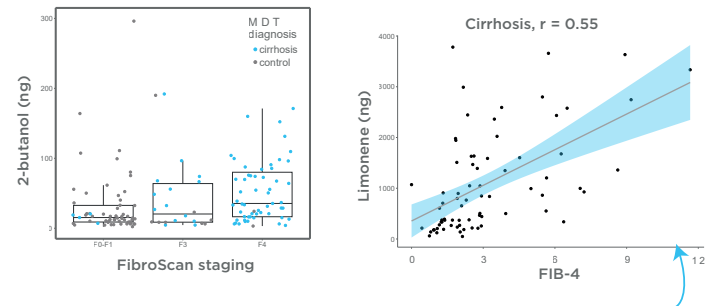 M D T
diagnosis
cirrhosis
control
300
200
100
0
2-butanol (ng)
F0-F1
F3
F4
FibroScan staging
Cirrhosis, r = 0.55
4000
3000
2000
1000
0
Limonene (ng)
0
3
6
9
12
FIB-4